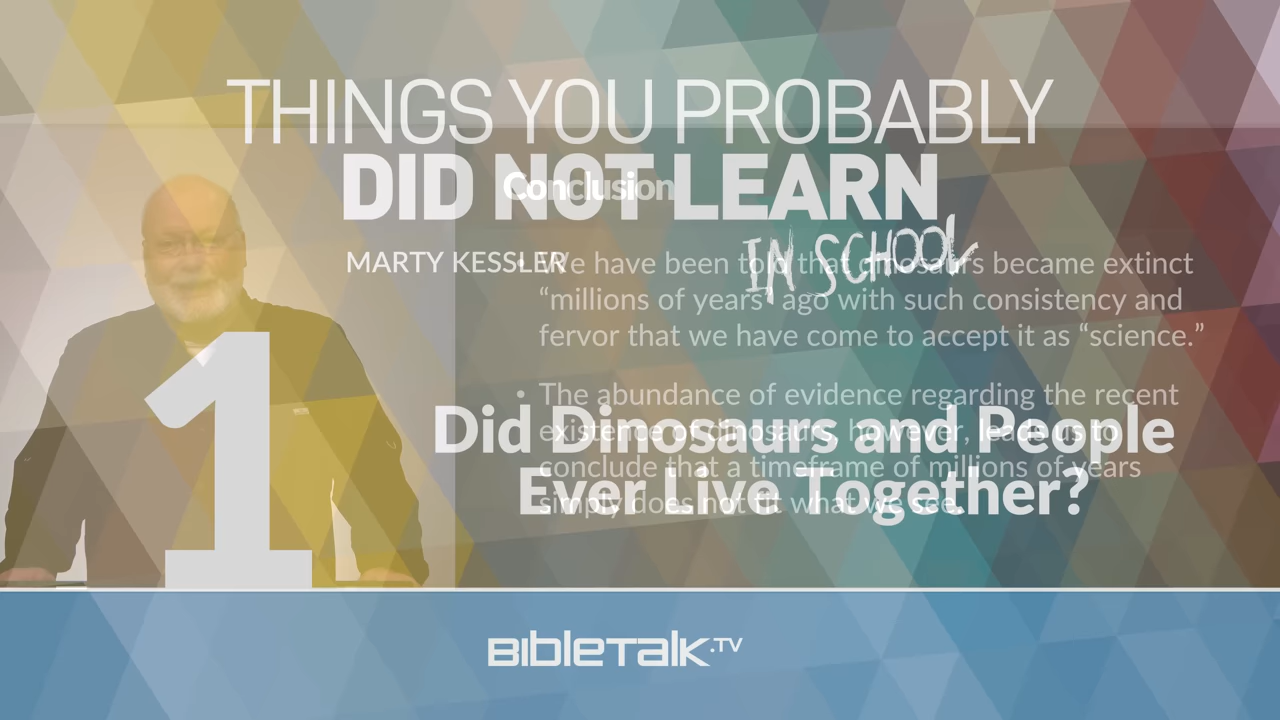 THINGS YOU PROBABLY
DID NOT LEARN
IN SCHOOL
MARTY KESSLER
1
Did Dinosaurs and People
Ever Live Together?
Conclusion
• We have been told that dinosaurs became extinct
“millions of years” ago with such consistency and
fervor that we have come to accept it as “science.”
• The abundance of evidence regarding the recent
existence of dinosaurs, however, leads us to
conclude that a timeframe of millions of years
simply does not fit what we see.
BibleTalk.TV